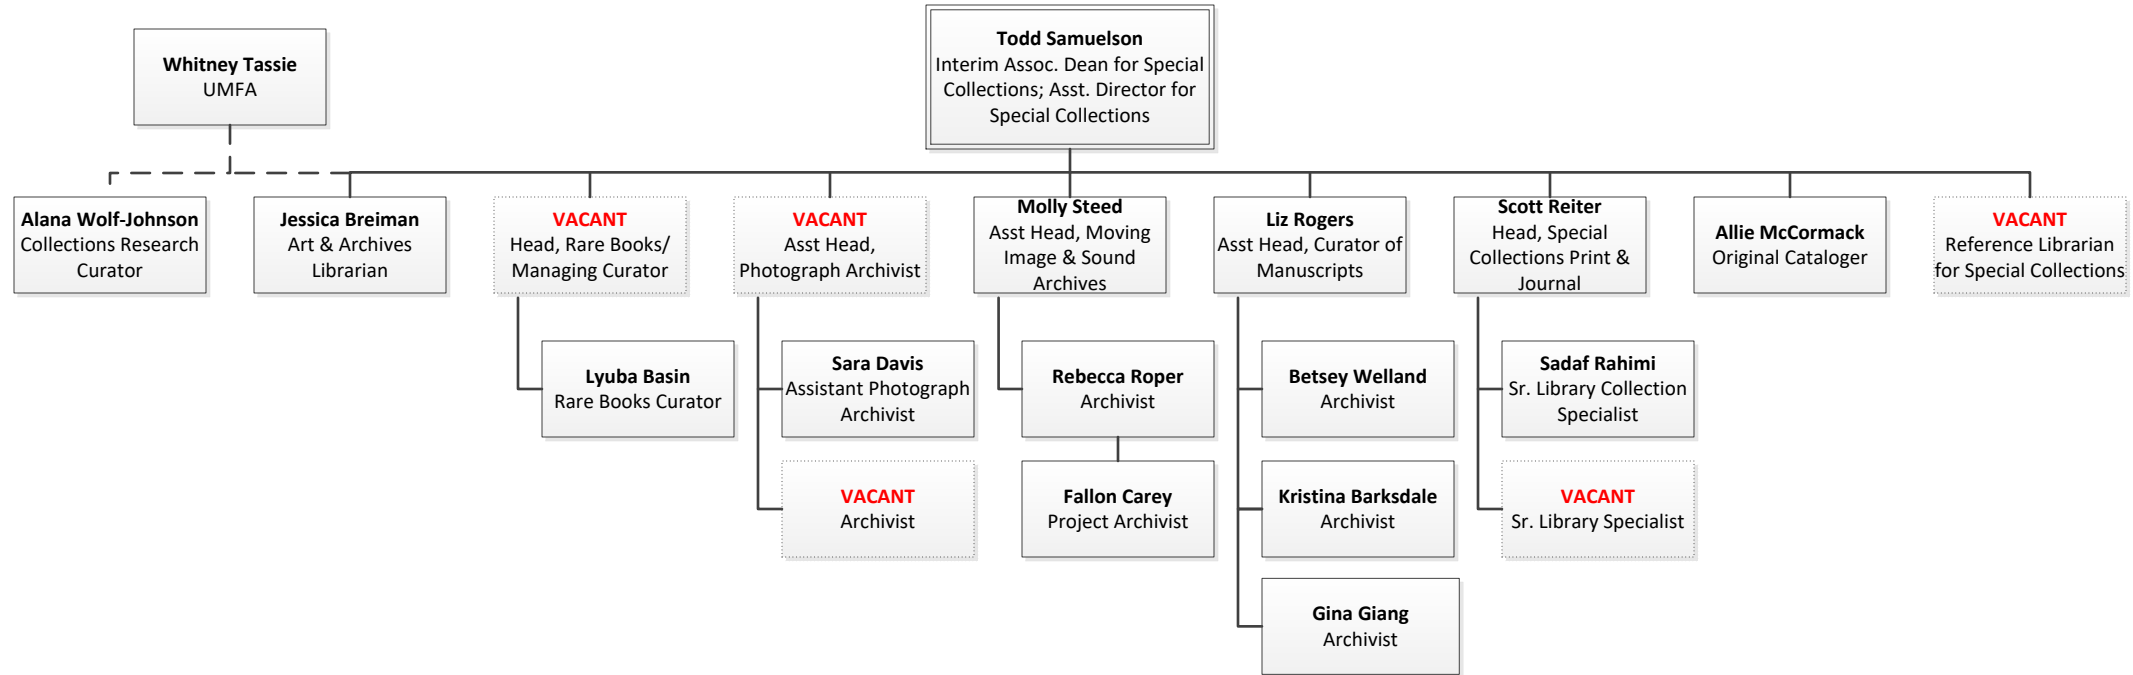 Whitney Tassie
UMFA
Todd Samuelson
Interim Assoc. Dean for Special
Collections; Asst. Director for
Special Collections
Alana Wolf-Johnson
Collections Research
Curator
Jessica Breiman
Art & Archives
Librarian
VACANT
Head, Rare Books/
Managing Curator
VACANT
Asst Head,
Photograph Archivist
Molly Steed
Asst Head, Moving
Image & Sound
Archives
Liz Rogers
Asst Head, Curator of
Manuscripts
Scott Reiter
Head, Special
Collections Print &
Journal
Allie McCormack
Original Cataloger
VACANT
Reference Librarian
for Special Collections
Lyuba Basin
Rare Books Curator
Sara Davis
Assistant Photograph
Archivist
Rebecca Roper
Archivist
Betsey Welland
Archivist
Sadaf Rahimi
Sr. Library Collection
Specialist
VACANT
Archivist
Fallon Carey
Project Archivist
Kristina Barksdale
Archivist
VACANT
Sr. Library Specialist
Gina Giang
Archivist